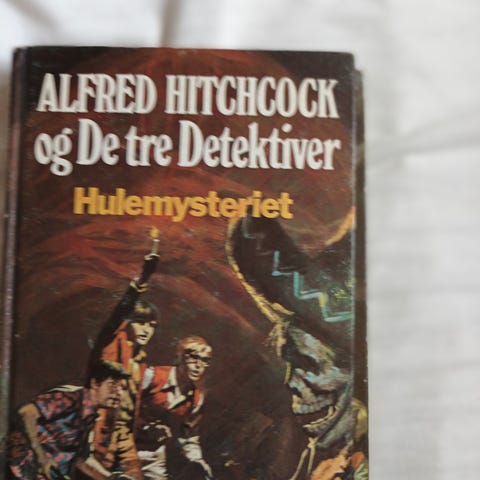 ALFRED HITCHCOCK
og De tre Detektiver
Hulemysteriet